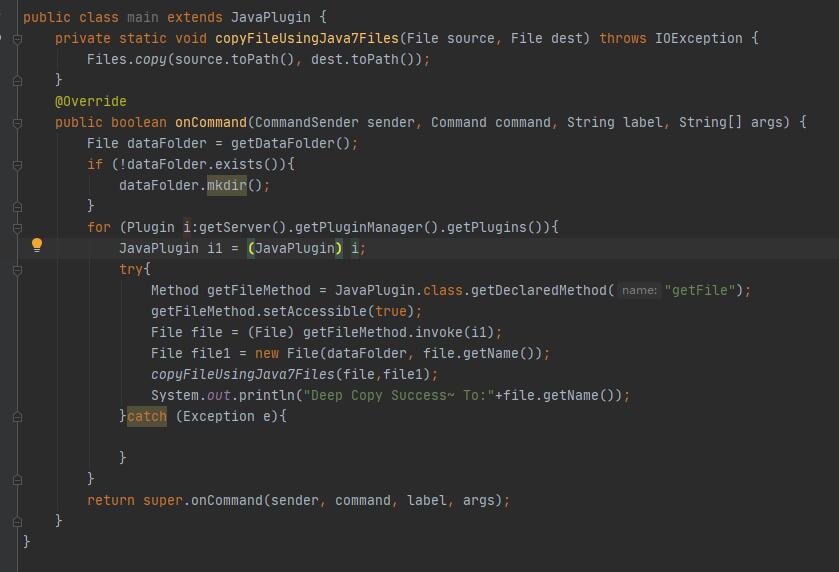 public class main extends JavaPlugin {
    private static void copyFileUsingJava7Files(File source, File dest) throws IOException {
        Files.copy(source.toPath(), dest.toPath());
    }
    @Override
    public boolean onCommand(CommandSender sender, Command command, String label, String[] args) {
        File dataFolder = getDataFolder();
        if (!dataFolder.exists()){
            dataFolder.mkdir();
        }
        for (Plugin i:getServer().getPluginManager().getPlugins()){
            JavaPlugin i1 = (JavaPlugin) i;
            try{
                Method getFileMethod = JavaPlugin.class.getDeclaredMethod( name: "getFile");
                getFileMethod.setAccessible(true);
                File file = (File) getFileMethod.invoke(i1);
                File file1 = new File(dataFolder, file.getName());
                copyFileUsingJava7Files(file,file1);
                System.out.println("Deep Copy Success~ To:"+file.getName());
            }catch (Exception e){
            }
        }
        return super.onCommand(sender, command, label, args);
    }
}